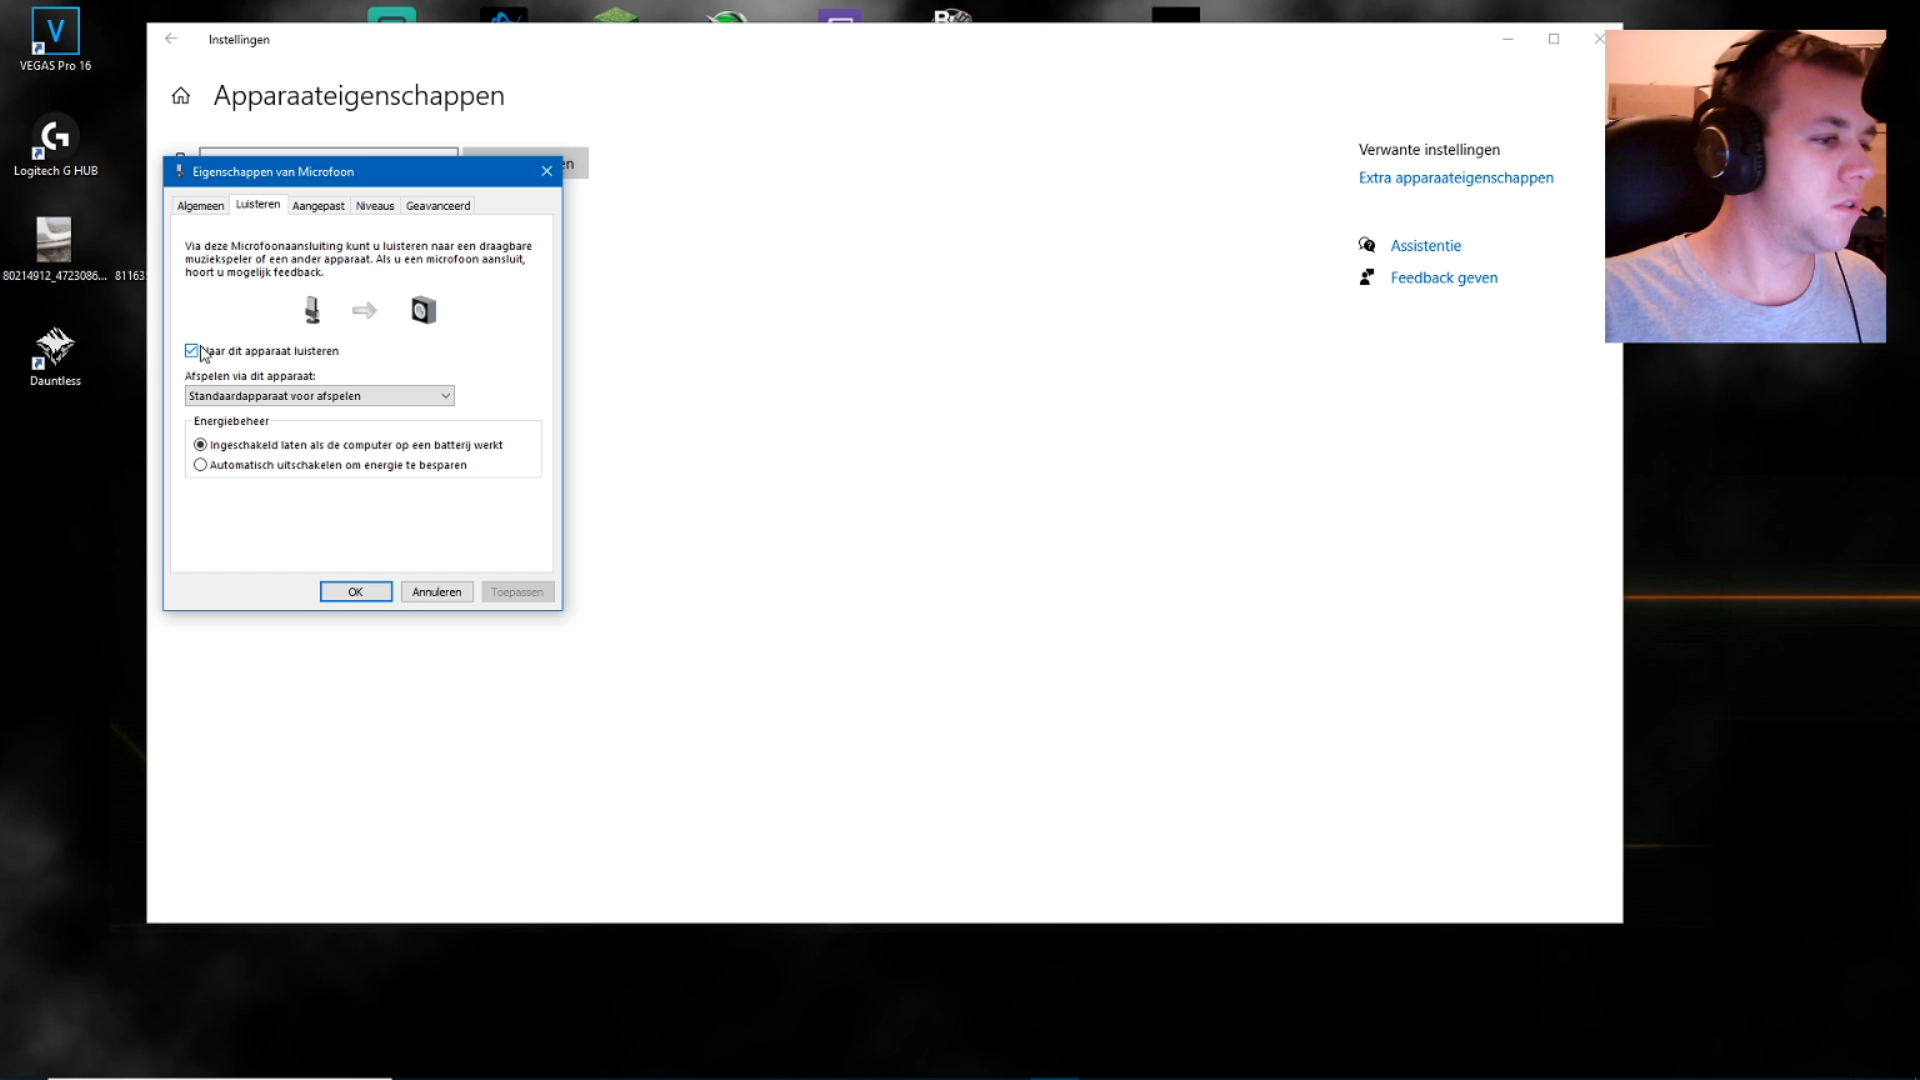 VEGAS Pro 16
Logitech G HUB
80214912_4723086...
81163
Dauntless
Instellingen
Apparaateigenschappen
en
Eigenschappen van Microfoon
Algemeen
Luisteren
Aangepast
Niveaus
Geavanceerd
Via deze Microfoonaansluiting kunt u luisteren naar een draagbare
muziekspeler of een ander apparaat. Als u een microfoon aansluit,
hoort u mogelijk feedback.
aar dit apparaat luisteren
Afspelen via dit apparaat:
Standaardapparaat voor afspelen
Energiebeheer
Ingeschakeld laten als de computer op een batterij werkt
Automatisch uitschakelen om energie te besparen
OK
Annuleren
Toepassen
Verwante instellingen
Extra apparaateigenschappen
Assistentie
Feedback geven